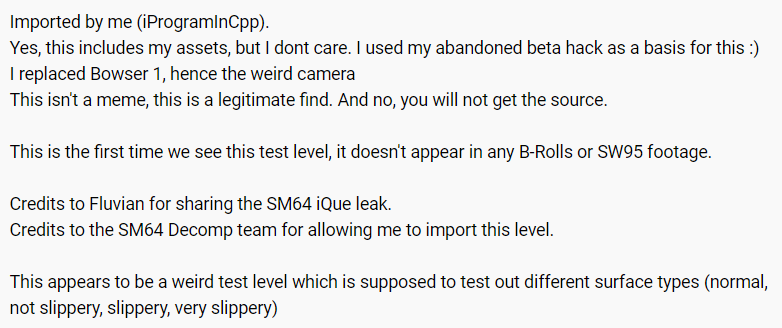 Imported by me (iProgramInCpp).
Yes, this includes my assets, but I dont care. I used my abandoned beta hack as a basis for this :)
I replaced Bowser 1, hence the weird camera
This isn't a meme, this is a legitimate find. And no, you will not get the source.
This is the first time we see this test level, it doesn't appear in any B-Rolls or SW95 footage.
Credits to Fluvian for sharing the SM64 iQue leak.
Credits to the SM64 Decomp team for allowing me to import this level.
This appears to be a weird test level which is supposed to test out different surface types (normal,
not slippery, slippery, very slippery)